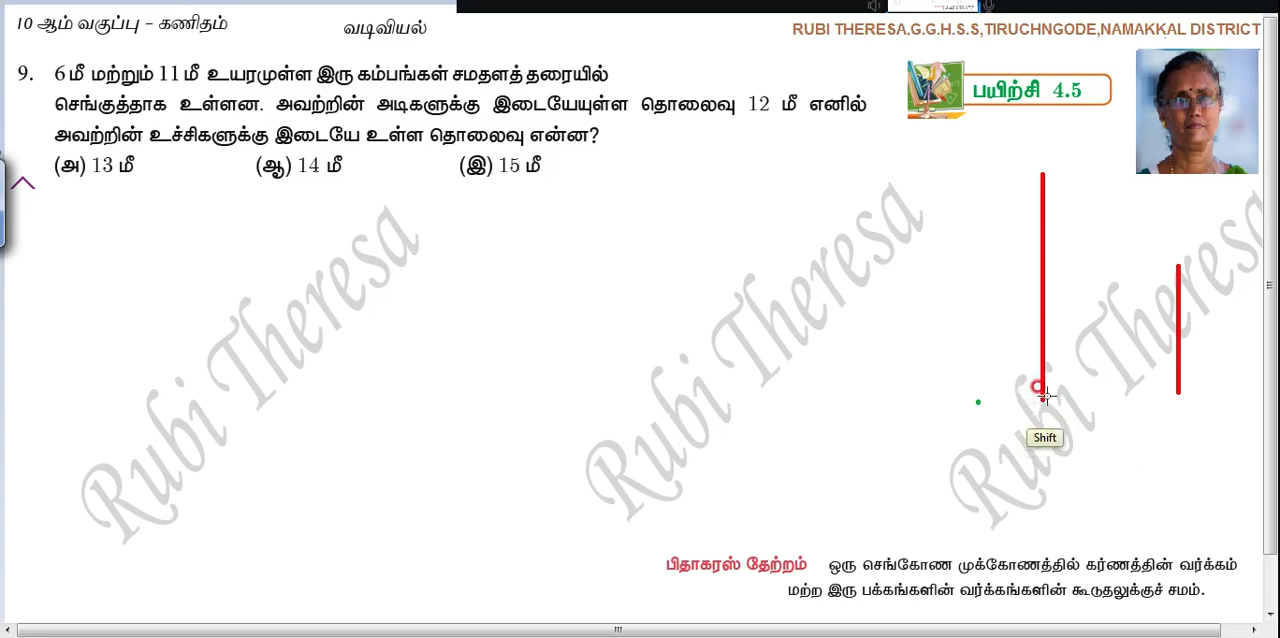 10 ஆம் வகுப்பு – கணிதம்
வடிவியல்
RUBI THERESA,G.G.H.S.S,TIRUCHNGODE,NAMAKKAL DISTRICT
9. 6 மீ மற்றும் 11 மீ உயரமுள்ள இரு கம்பங்கள் சமதளத் தரையில்
செங்குத்தாக உள்ளன. அவற்றின் அடிகளுக்கு இடையேயுள்ள தொலைவு 12 மீ எனில்
அவற்றின் உச்சிகளுக்கு இடையே உள்ள தொலைவு என்ன?
(அ) 13 மீ (ஆ) 14 மீ (இ) 15 மீ
பயிற்சி 4.5
Rubi Theresa
Rubi Theresa
Rubi Theresa
Shift
பிதாகரஸ் தேற்றம் ஒரு செங்கோண முக்கோணத்தில் கர்ணத்தின் வர்க்கம்
மற்ற இரு பக்கங்களின் வர்க்கங்களின் கூடுதலுக்குச் சமம்.